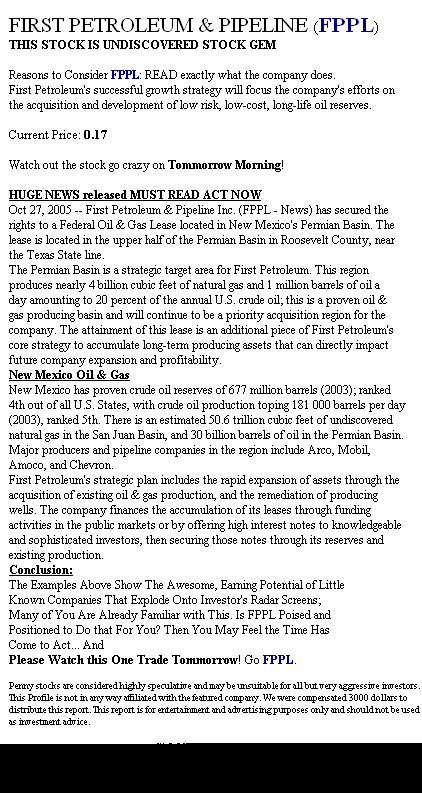 FIRST PETROLEUM & PIPELINE (FPPL)
THIS STOCK IS UNDISCOVERED STOCK GEM
Reasons to Consider FPPL: READ exactly what the company does.
First Petroleum's successful growth strategy will focus the company's efforts on
the acquisition and development of low risk, low-cost, long-life oil reserves.
Current Price: 0.17
Watch out the stock go crazy on Tommorrow Morning!
HUGE NEWS released MUST READ ACT NOW
Oct 27, 2005 -- First Petroleum & Pipeline Inc. (FPPL - News) has secured the
rights to a Federal Oil & Gas Lease located in New Mexico's Permian Basin. The
lease is located in the upper half of the Permian Basin in Roosevelt County, near
the Texas State line.
The Permian Basin is a strategic target area for First Petroleum. This region
produces nearly 4 billion cubic feet of natural gas and 1 million barrels of oil a
day amounting to 20 percent of the annual U.S. crude oil; this is a proven oil &
gas producing basin and will continue to be a priority acquisition region for the
company. The attainment of this lease is an additional piece of First Petroleum's
core strategy to accumulate long-term producing assets that can directly impact
future company expansion and profitability.
New Mexico Oil & Gas
New Mexico has proven crude oil reserves of 677 million barrels (2003); ranked
4th out of all U.S. States, with crude oil production toping 181 000 barrels per day
(2003), ranked 5th. There is an estimated 50.6 trillion cubic feet of undiscovered
natural gas in the San Juan Basin, and 30 billion barrels of oil in the Permian Basin.
Major producers and pipeline companies in the region include Arco, Mobil,
Amoco, and Chevron.
First Petroleum's strategic plan includes the rapid expansion of assets through the
acquisition of existing oil & gas production, and the remediation of producing
wells. The company finances the accumulation of its leases through funding
activities in the public markets or by offering high interest notes to knowledgeable
and sophisticated investors, then securing those notes through its reserves and
existing production.
Conclusion:
The Examples Above Show The Awesome, Earning Potential of Little
Known Companies That Explode Onto Investor's Radar Screens;
Many of You Are Already Familiar with This. Is FPPL Poised and
Positioned to Do that For You? Then You May Feel the Time Has
Come to Act... And
Please Watch this One Trade Tommorrow! Go FPPL.
Penny stocks are considered highly speculative and may be unsuitable for all but very aggressive investors.
This Profile is not in any way affiliated with the featured company. We were compensated 3000 dollars to
distribute this report. This report is for entertainment and advertising purposes only and should not be used
as investment advice.